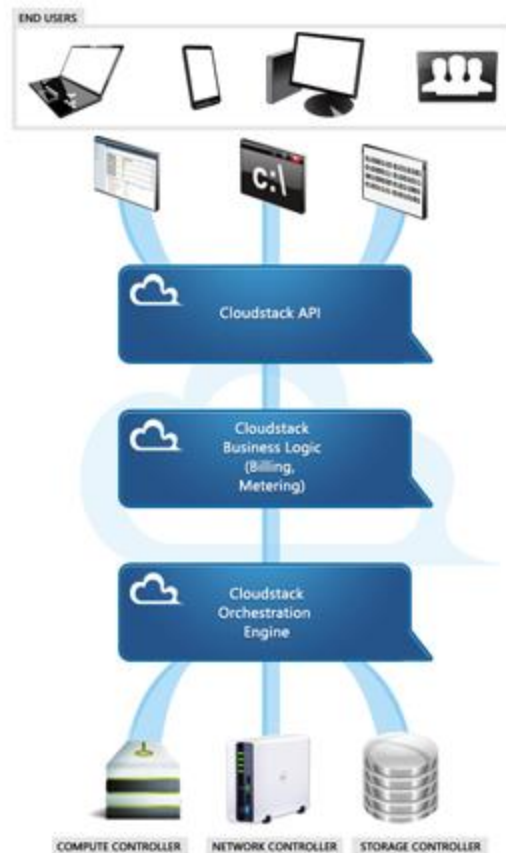 END USERS
c:\
Cloudstack API
Cloudstack
Business Logic
(Billing,
Metering)
Cloudstack
Orchestration
Engine
COMPUTE CONTROLLER
NETWORK CONTROLLER
STORAGE CONTROLLER